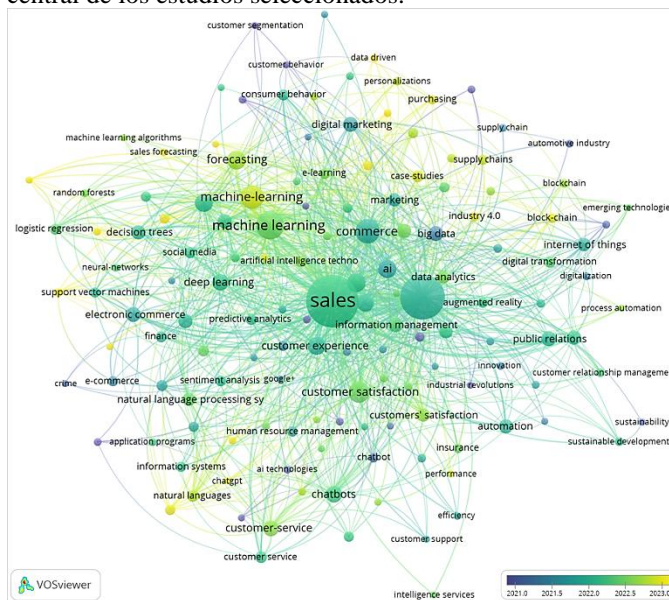 central de los estudios seleccionados.
customer segmentation
customer behavior
data driven
consumer behavior
personalizations
purchasing
digital marketing
supply chain
automotive industry
machine learning algorithms
sales forecasting
forecasting
e-learning
case-studies
supply chains
random forests
machine-learning
marketing
blockchain
logistic regression
decision trees
machine learning
commerce
big data
industry 4.0
block-chain
emerging technologie
social media
internet of things
neural-networks
artificial intelligence techno
ai
data analytics
digital transformation
digitalization
support vector machines
deep learning
sales
augmented reality
process automation
electronic commerce
predictive analytics
information management
finance
customer experience
public relations
crime
e-commerce
sentiment analysis
google+
innovation
customer relationship manageme
natural language processing sy
customer satisfaction
industrial revolutions
customers' satisfaction
sustainability
application programs
human resource management
automation
sustainable development
information systems
ai technologies
chatbot
insurance
chatgpt
performance
natural languages
chatbots
efficiency
customer-service
customer support
customer service
intelligence services
VOSviewer
2021.0 2021.5 2022.0 2022.5 2023.0